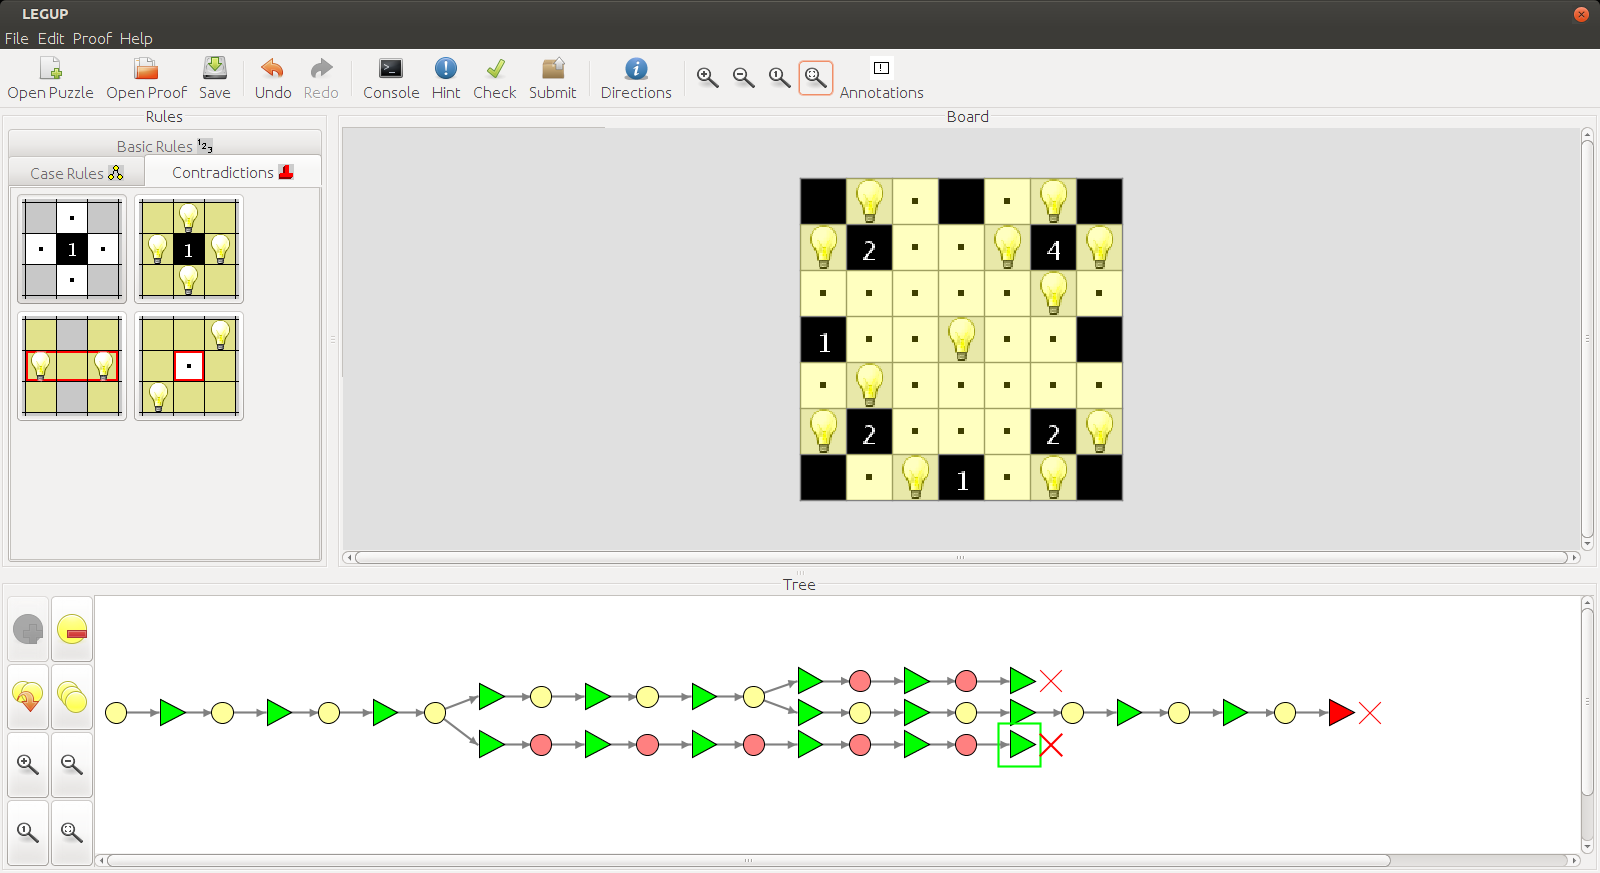 LEGUP
File Edit Proof Help
Open Puzzle Open Proof Save Undo Redo Console Hint Check Submit Directions Annotations
Rules
Board
Basic Rules 123
Case Rules Contradictions
1 1
2 4
1
2 2
1
Tree